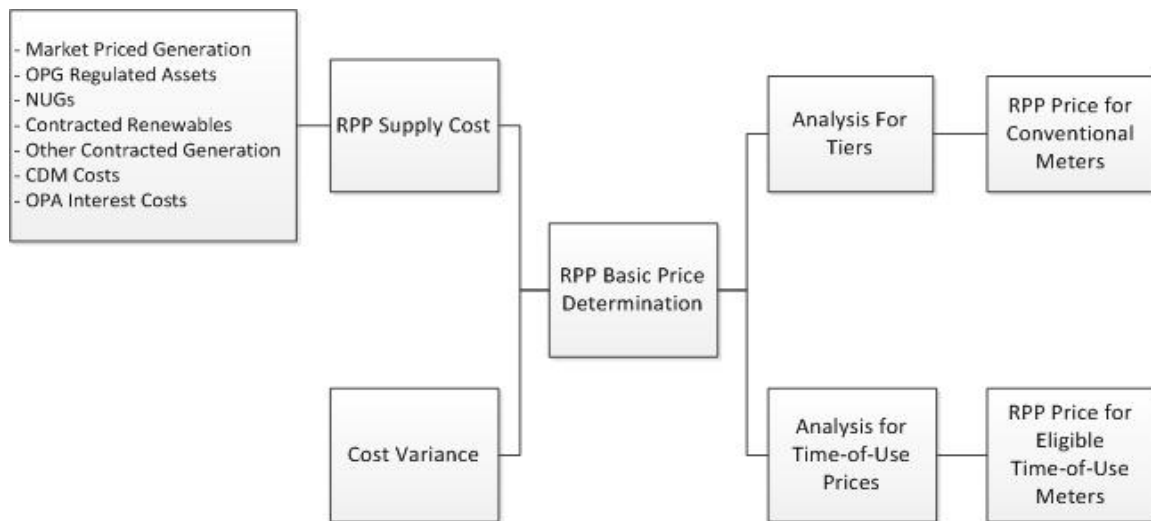 - Market Priced Generation
- OPG Regulated Assets
- NUGs
- Contracted Renewables
- Other Contracted Generation
- CDM Costs
- OPA Interest Costs
RPP Supply Cost
Cost Variance
RPP Basic Price
Determination
Analysis For
Tiers
RPP Price for
Conventional
Meters
Analysis for
Time-of-Use
Prices
RPP Price for
Eligible
Time-of-Use
Meters